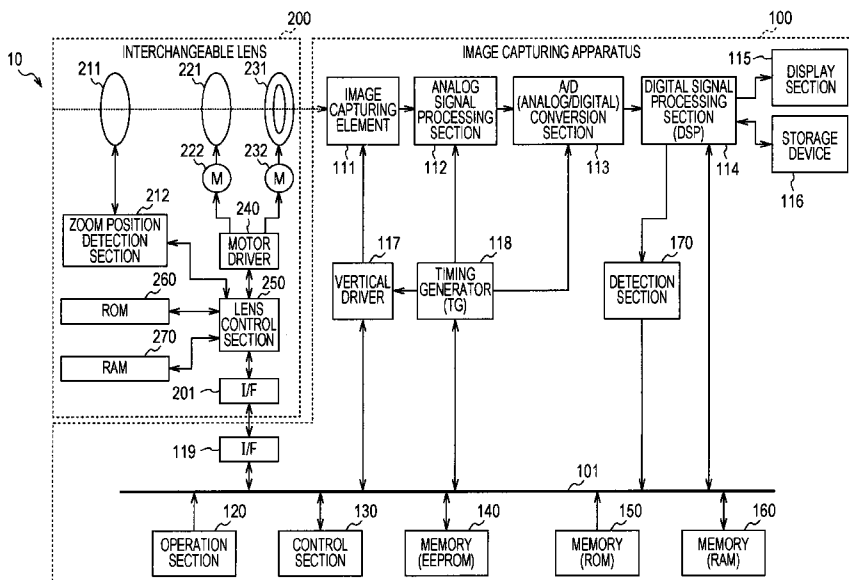 200
100
INTERCHANGEABLE LENS
IMAGE CAPTURING APPARATUS
10
211
221
231
115
DISPLAY
SECTION
IMAGE
CAPTURING
ELEMENT
ANALOG
SIGNAL
PROCESSING
SECTION
A/D
(ANALOG/DIGITAL)
CONVERSION
SECTION
DIGITAL SIGNAL
PROCESSING
SECTION
(DSP)
STORAGE
DEVICE
111
112
113
114
116
222
M
232
M
212
ZOOM POSITION
DETECTION
SECTION
240
MOTOR
DRIVER
117
VERTICAL
DRIVER
118
TIMING
GENERATOR
(TG)
170
DETECTION
SECTION
260
ROM
250
LENS
CONTROL
SECTION
270
RAM
201
I/F
119
I/F
101
120
OPERATION
SECTION
130
CONTROL
SECTION
140
MEMORY
(EEPROM)
150
MEMORY
(ROM)
160
MEMORY
(RAM)